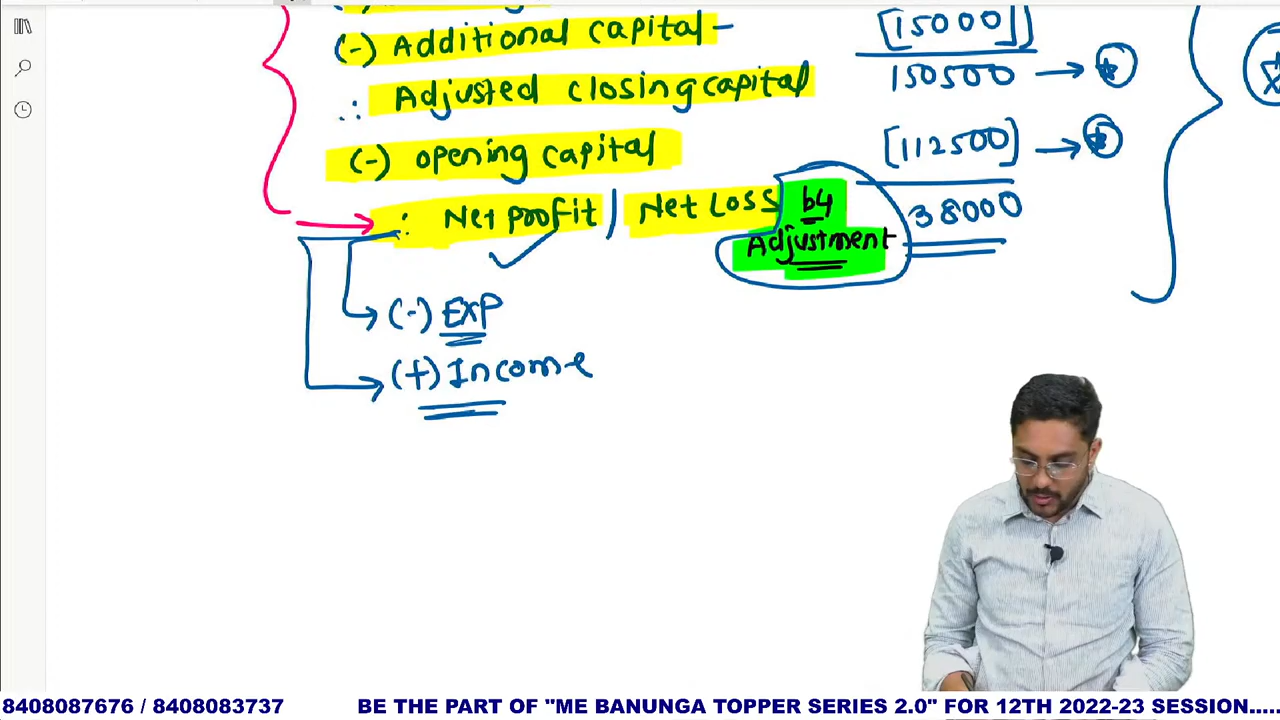 (-) Additional capital - [15000]
∴ Adjusted closing capital 150500 →
(-) opening capital [112500] →
∴ Net profit / Net Loss b4 Adjustment 38000
(-) EXP
(+) Income
8408087676 / 8408083737 BE THE PART OF "ME BANUNGA TOPPER SERIES 2.0" FOR 12TH 2022-23 SESSION.....